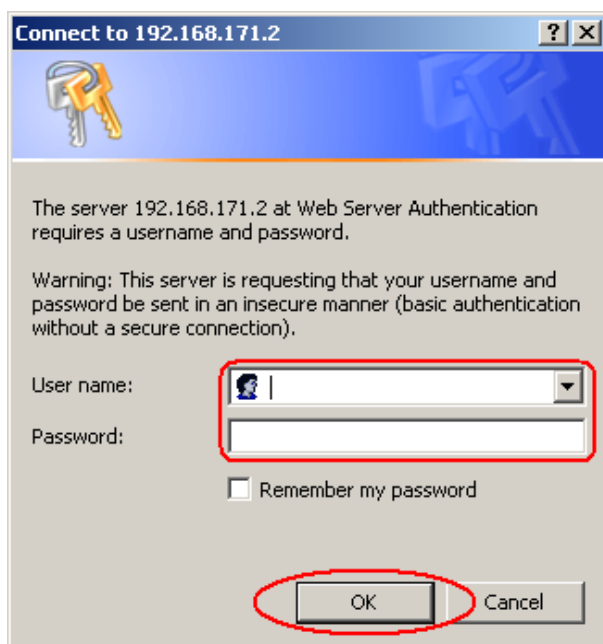 Connect to 192.168.171.2
The server 192.168.171.2 at Web Server Authentication
requires a username and password.
Warning: This server is requesting that your username and
password be sent in an insecure manner (basic authentication
without a secure connection).
User name:
Password:
Remember my password
OK Cancel